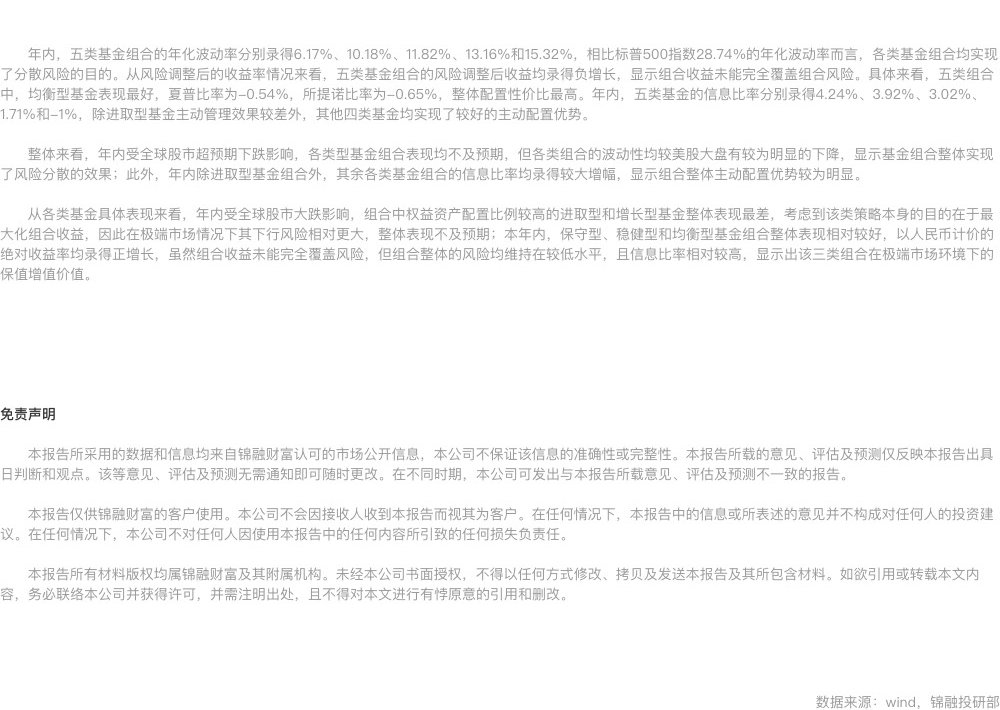 年内，五类基金组合的年化波动率分别录得6.17%、10.18%、11.82%、13.16%和15.32%，相比标普500指数28.74%的年化波动率而言，各类基金组合均实现
了分散风险的目的。从风险调整后的收益率情况来看，五类基金组合的风险调整后收益均录得负增长，显示组合收益未能完全覆盖组合风险。具体来看，五类组合
中，均衡型基金表现最好，夏普比率为-0.54%，所提诺比率为-0.65%，整体配置性价比最高。年内，五类基金的信息比率分别录得4.24%、3.92%、3.02%、
1.71%和-1%，除进取型基金主动管理效果较差外，其他四类基金均实现了较好的主动配置优势。
整体来看，年内受全球股市超预期下跌影响，各类型基金组合表现均不及预期，但各类组合的波动性均较美股大盘有较为明显的下降，显示基金组合整体实现
了风险分散的效果；此外，年内除进取型基金组合外，其余各类基金组合的信息比率均录得较大增幅，显示组合整体主动配置优势较为明显。
从各类基金具体表现来看，年内受全球股市大跌影响，组合中权益资产配置比例较高的进取型和增长型基金整体表现最差，考虑到该类策略本身的目的在于最
大化组合收益，因此在极端市场情况下其下行风险相对更大，整体表现不及预期；本年内，保守型、稳健型和均衡型基金组合整体表现相对较好，以人民币计价的
绝对收益率均录得正增长，虽然组合收益未能完全覆盖风险，但组合整体的风险均维持在较低水平，且信息比率相对较高，显示出该三类组合在极端市场环境下的
保值增值价值。
免责声明
本报告所采用的数据和信息均来自锦融财富认可的市场公开信息，本公司不保证该信息的准确性或完整性。本报告所载的意见、评估及预测仅反映本报告出具
日判断和观点。该等意见、评估及预测无需通知即可随时更改。在不同时期，本公司可发出与本报告所载意见、评估及预测不一致的报告。
本报告仅供锦融财富的客户使用。本公司不会因接收人收到本报告而视其为客户。在任何情况下，本报告中的信息或所表述的意见并不构成对任何人的投资建
议。在任何情况下，本公司不对任何人因使用本报告中的任何内容所引致的任何损失负责任。
本报告所有材料版权均属锦融财富及其附属机构。未经本公司书面授权，不得以任何方式修改、拷贝及发送本报告及其所包含材料。如欲引用或转载本文内
容，务必联络本公司并获得许可，并需注明出处，且不得对本文进行有悖原意的引用和删改。
数据来源：wind，锦融投研部